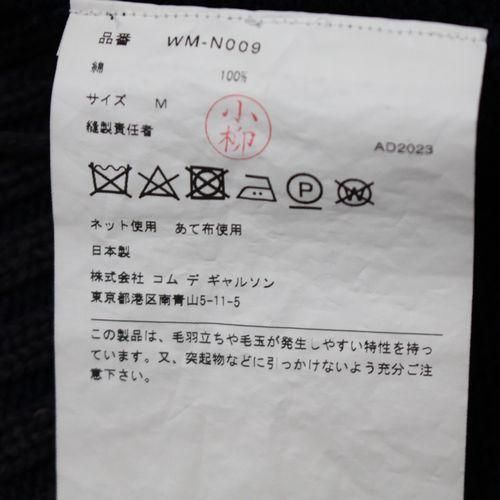 品番 WM-N009
綿 100%
サイズ M
縫製責任者
小柳
AD2023
P
W
ネット使用 あて布使用
日本製
株式会社 コム デ ギャルソン
東京都港区南青山5-11-5
この製品は、毛羽立ちや毛玉が発生しやすい特性を持っ
ています。又、突起物などに引っかけないよう充分ご注
意下さい。